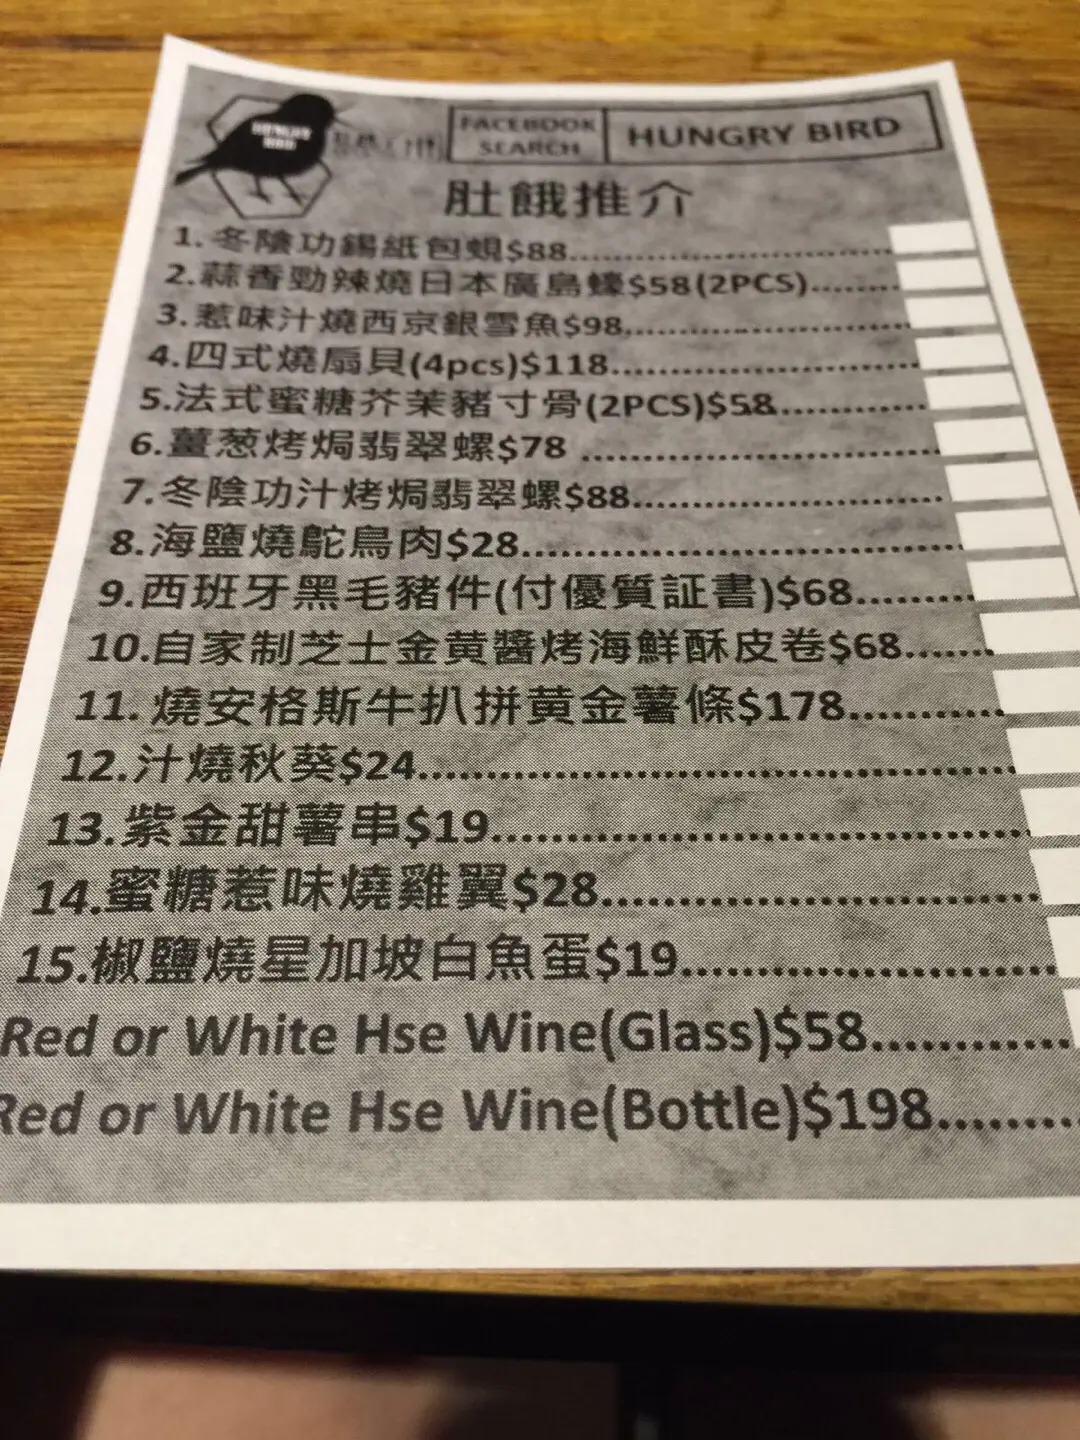 HUNGRY BIRD
FACEBOOK SEARCH
HUNGRY BIRD
肚餓推介
1. 冬陰功錫紙包蜆$88
2.蒜香勁辣燒日本廣島蠔$58(2PCS)
3.惹味汁燒西京銀雪魚$98
4.四式燒扇貝(4pcs)$118
5.法式蜜糖芥茉豬寸骨(2PCS)$58
6.薑葱烤焗翡翠螺$78
7.冬陰功汁烤焗翡翠螺$88
8.海鹽燒鴕鳥肉$28
9.西班牙黑毛豬件(付優質証書)$68
10.自家制芝士金黄醬烤海鮮酥皮卷$68
11. 燒安格斯牛扒拼黄金薯條$178
12.汁燒秋葵$24
13.紫金甜薯串$19
14.蜜糖惹味燒雞翼$28
15.椒鹽燒星加坡白魚蛋$19
Red or White Hse Wine(Glass)$58
Red or White Hse Wine(Bottle)$198